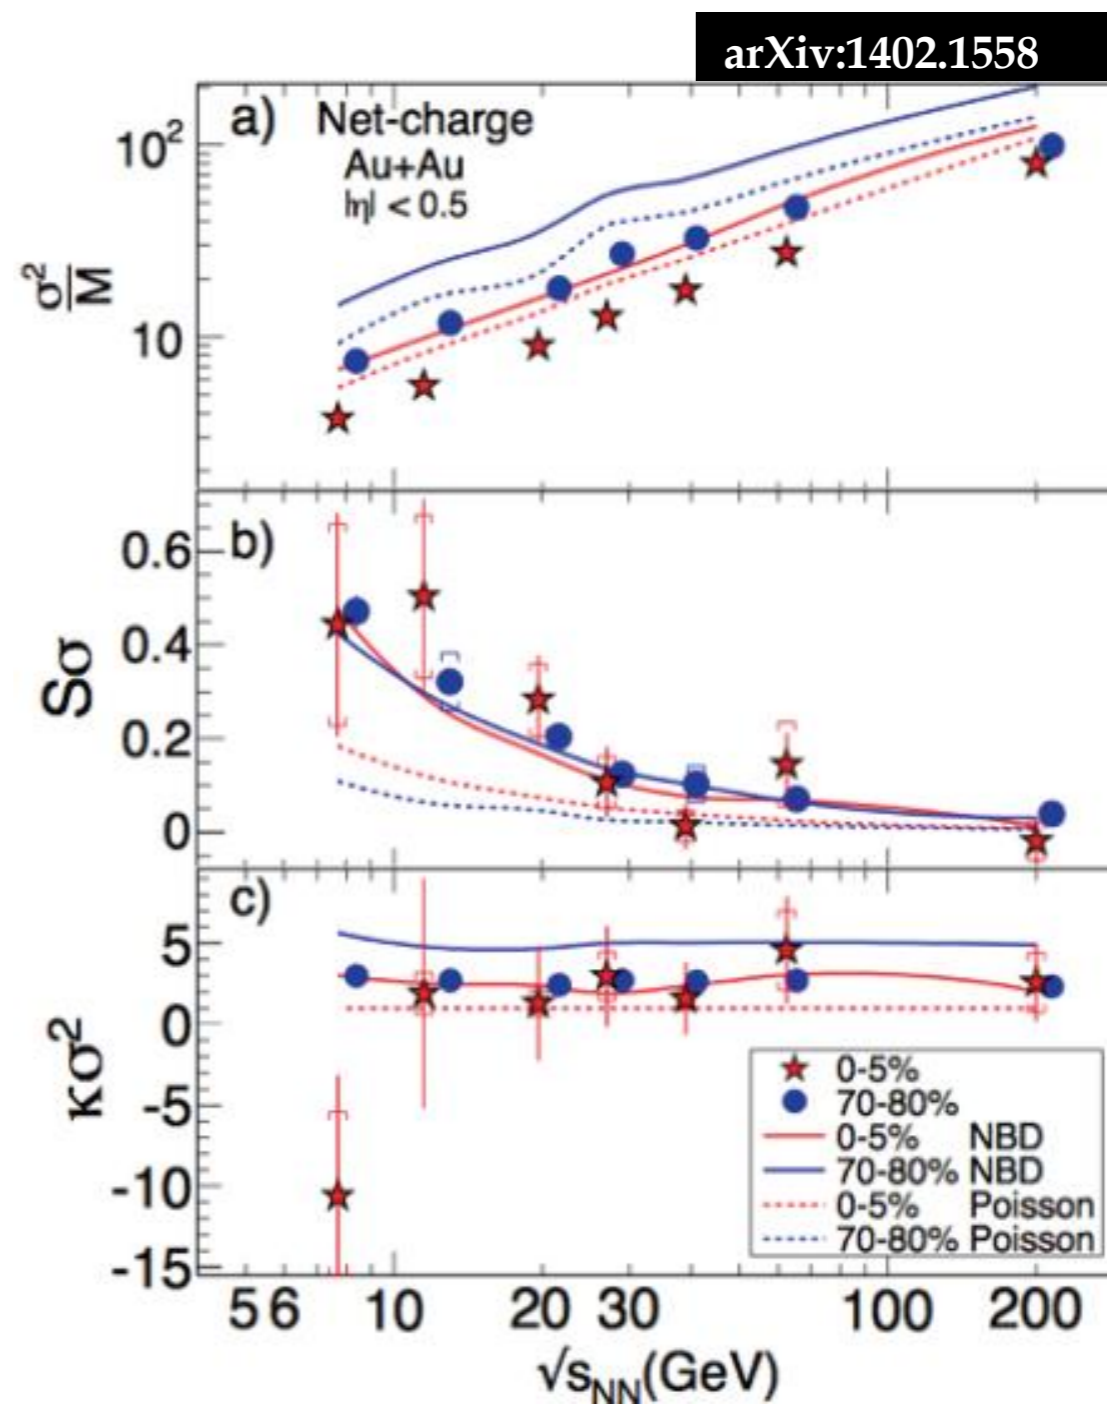 arXiv:1402.1558
a) Net-charge
Au+Au
|η| < 0.5
10²
10
σ²/M
b)
0.6
0.4
0.2
0
Sσ
c)
5
0
-5
-10
-15
κσ²
0-5%
70-80%
0-5% NBD
70-80% NBD
0-5% Poisson
70-80% Poisson
5 6 10 20 30 100 200
√sNN(GeV)